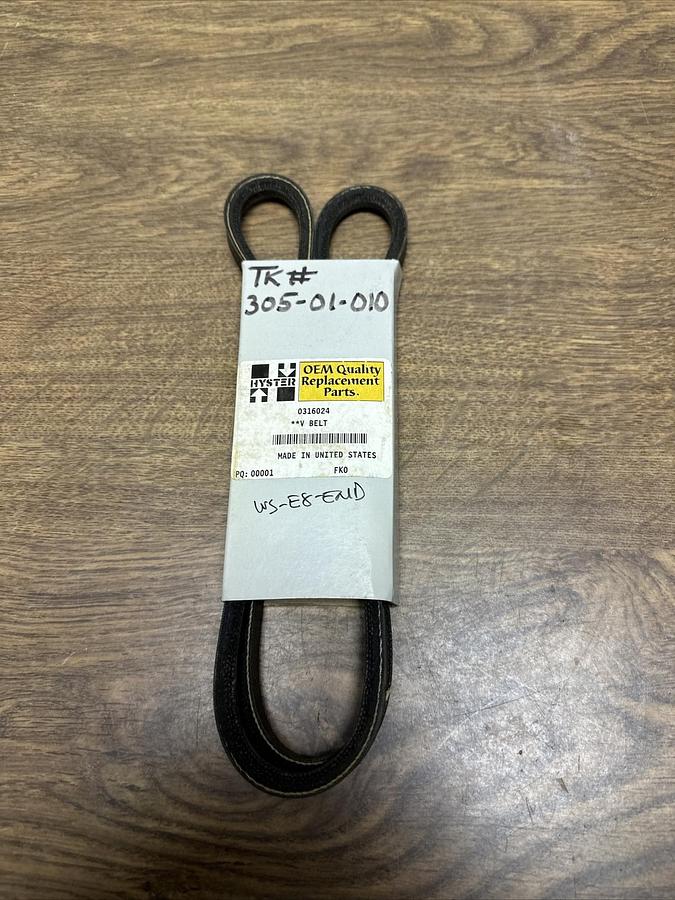 TK#
305-01-010
HYSTER
OEM Quality
Replacement
Parts.
0316024
**V BELT
MADE IN UNITED STATES
PQ: 00001 FKO
WS-E8-END